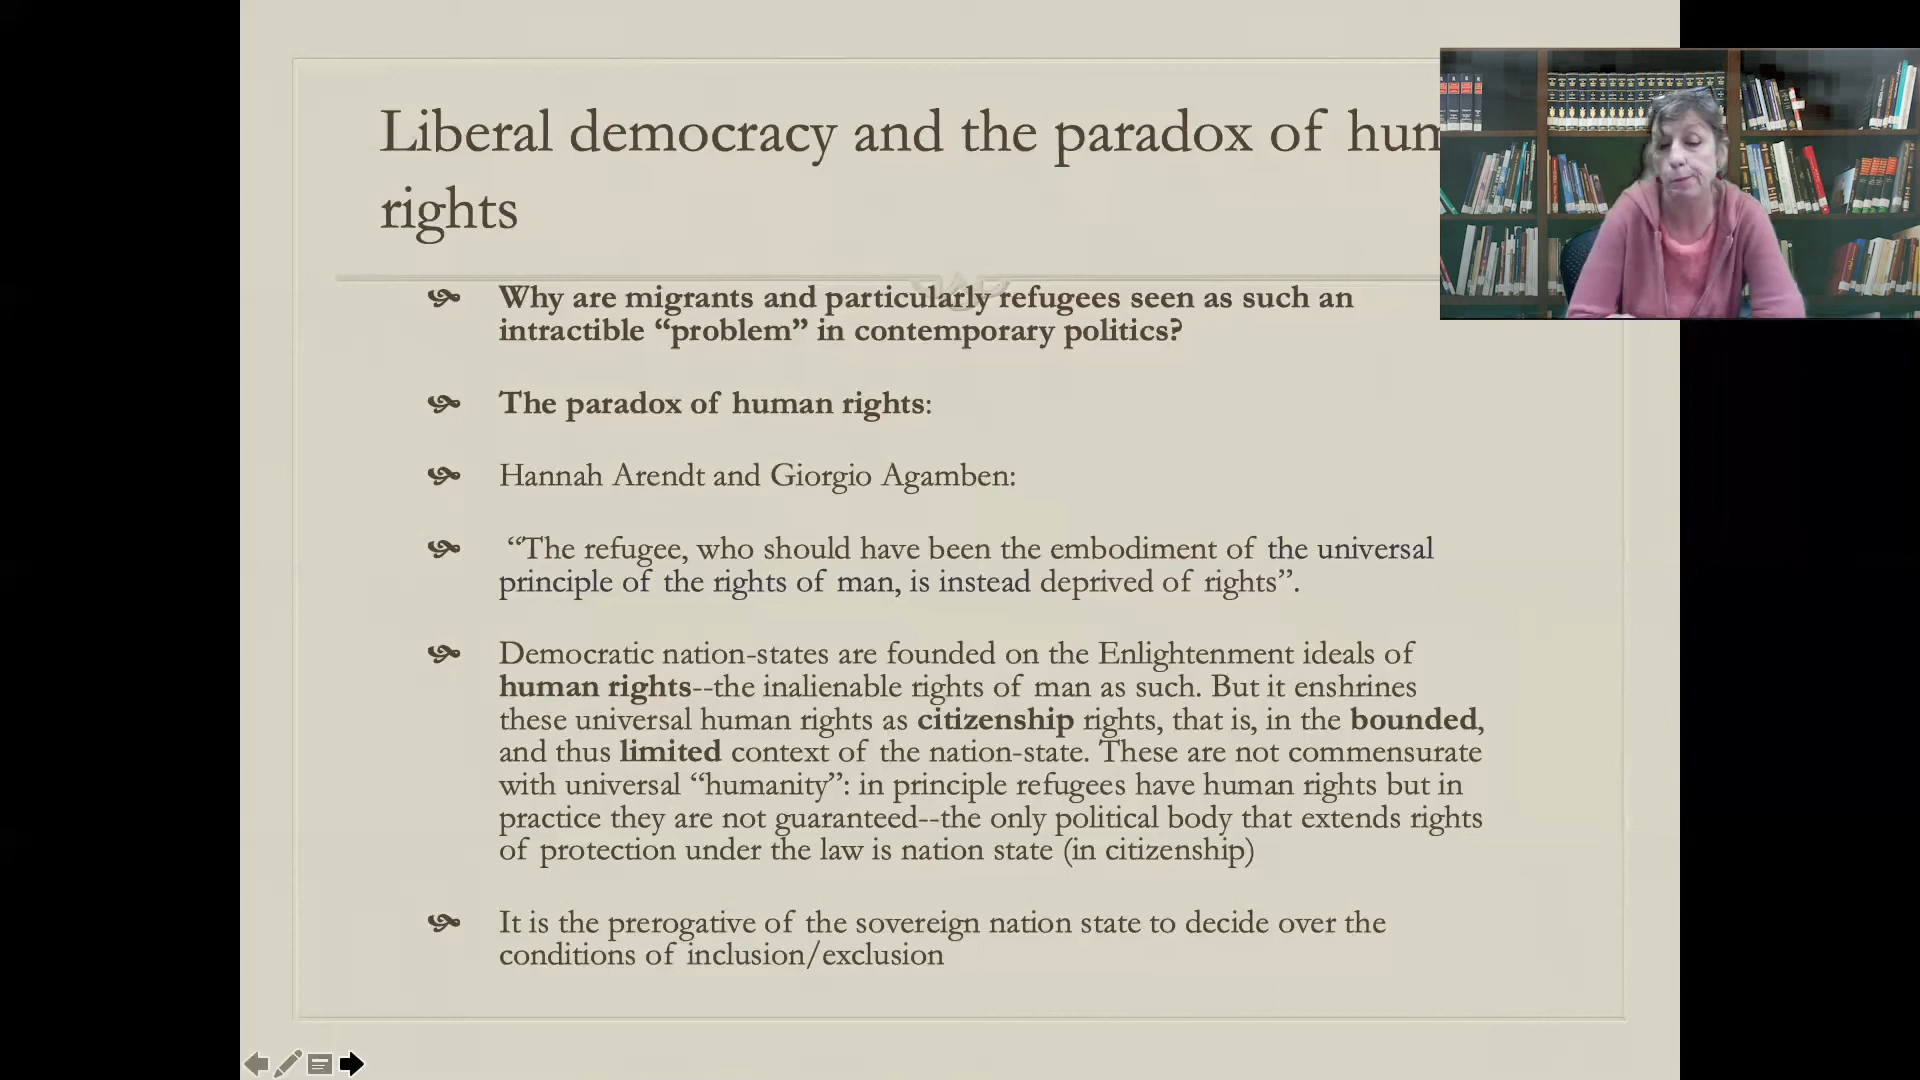 Liberal democracy and the paradox of hum
rights
Why are migrants and particularly refugees seen as such an
intractible “problem” in contemporary politics?
The paradox of human rights:
Hannah Arendt and Giorgio Agamben:
“The refugee, who should have been the embodiment of the universal
principle of the rights of man, is instead deprived of rights”.
Democratic nation-states are founded on the Enlightenment ideals of
human rights--the inalienable rights of man as such. But it enshrines
these universal human rights as citizenship rights, that is, in the bounded,
and thus limited context of the nation-state. These are not commensurate
with universal “humanity”: in principle refugees have human rights but in
practice they are not guaranteed--the only political body that extends rights
of protection under the law is nation state (in citizenship)
It is the prerogative of the sovereign nation state to decide over the
conditions of inclusion/exclusion